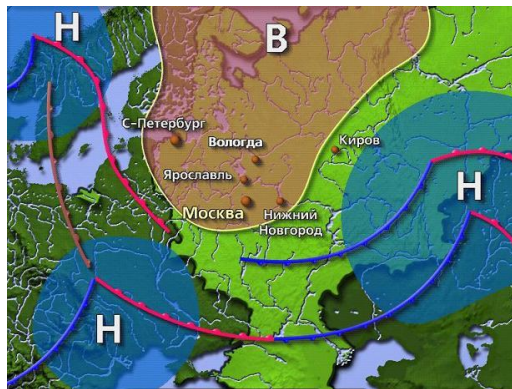 Н
В
С-Петербург
Вологда
Киров
Ярославль
Н
Москва
Нижний
Новгород
Н